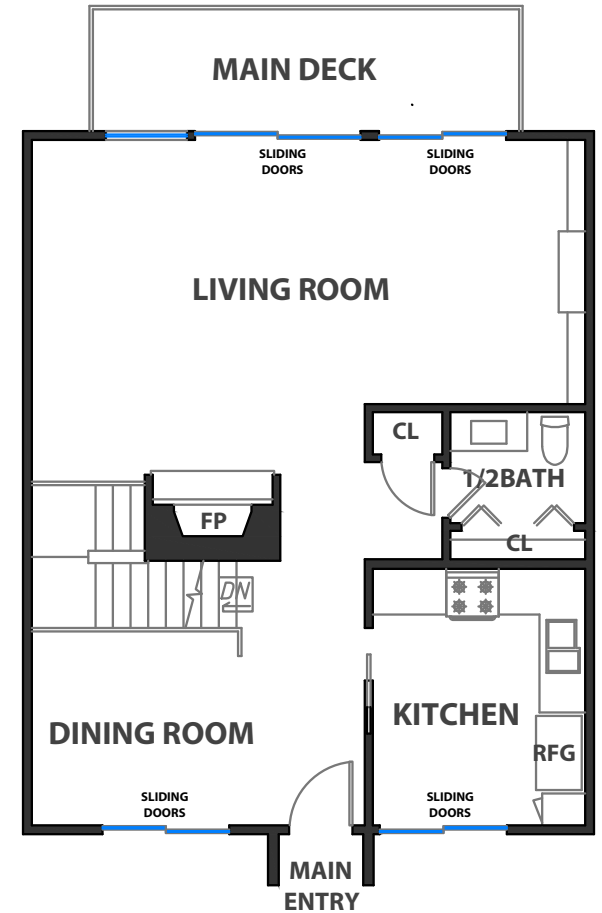 MAIN DECK
SLIDING
DOORS
SLIDING
DOORS
LIVING ROOM
CL
1/2BATH
FP
CL
DN
KITCHEN
DINING ROOM
RFG
SLIDING
DOORS
SLIDING
DOORS
MAIN
ENTRY